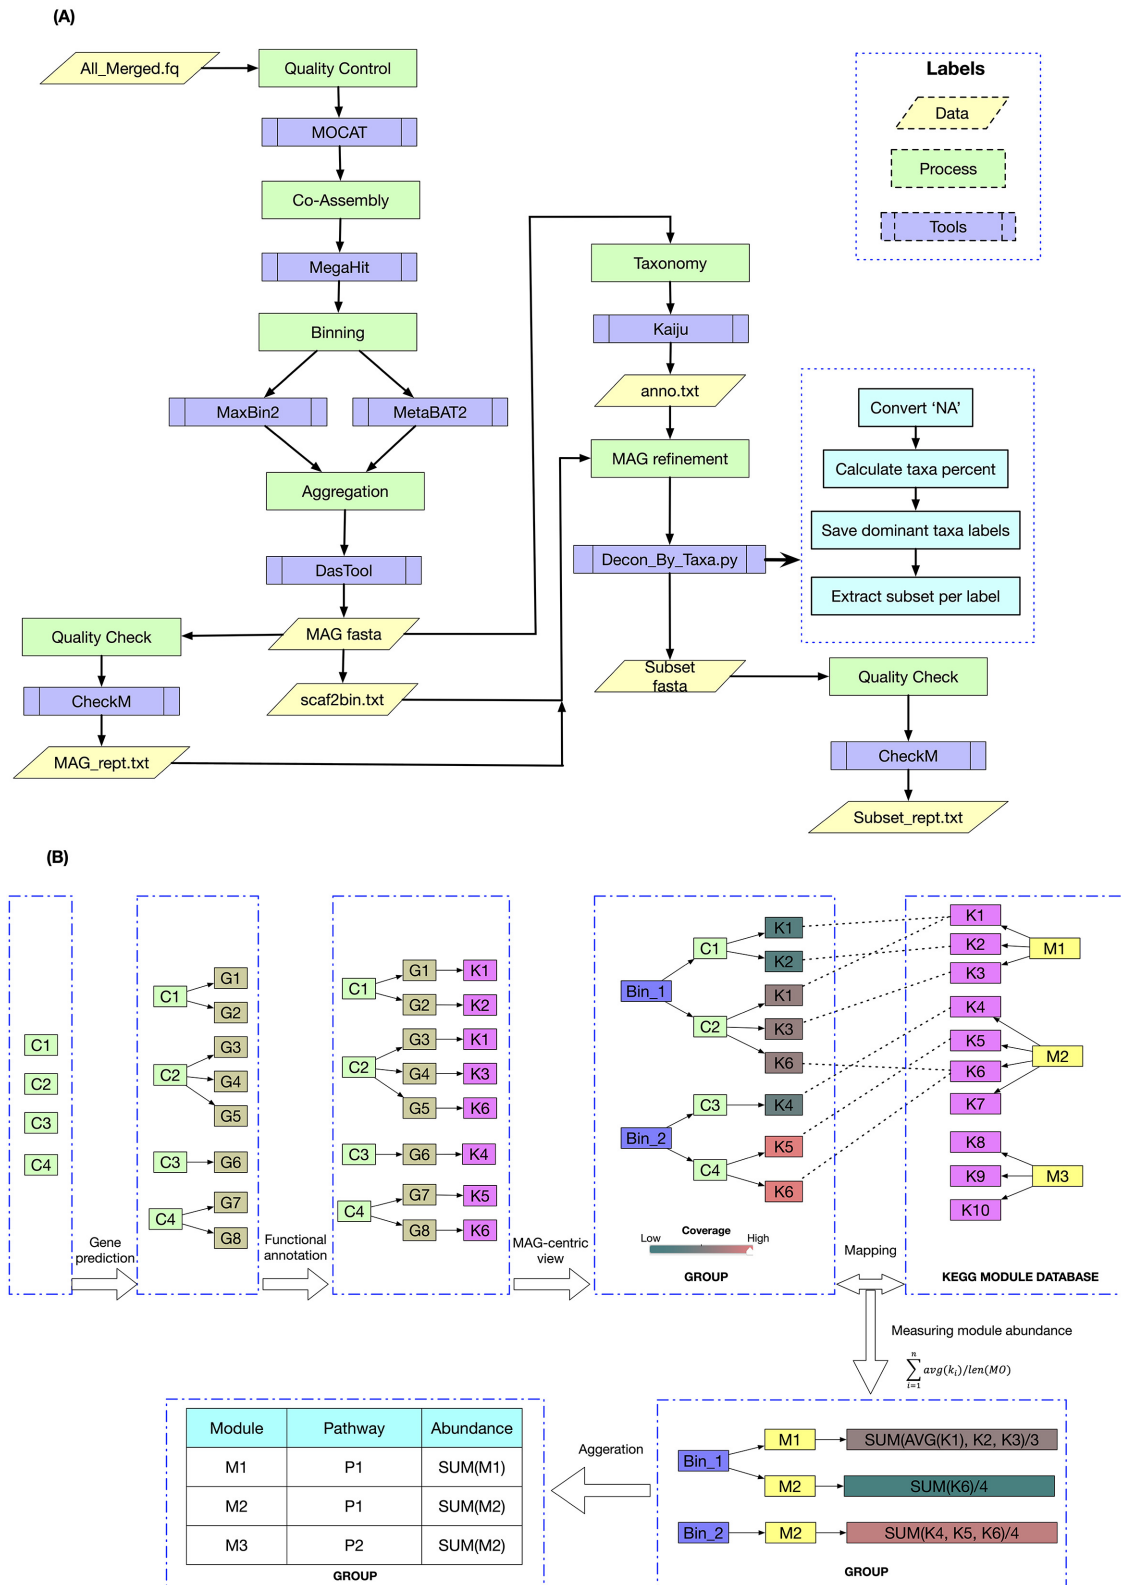 (A)
All_Merged.fq
Quality Control
MOCAT
Co-Assembly
MegaHit
Binning
MaxBin2
MetaBAT2
Aggregation
DasTool
MAG fasta
scaf2bin.txt
Quality Check
CheckM
MAG_rept.txt
Taxonomy
Kaiju
anno.txt
MAG refinement
Decon_By_Taxa.py
Subset
fasta
Labels
Data
Process
Tools
Convert ‘NA’
Calculate taxa percent
Save dominant taxa labels
Extract subset per label
Quality Check
CheckM
Subset_rept.txt
(B)
C1
C2
C3
C4
Gene
prediction
C1
G1
G2
C2
G3
G4
G5
C3
G6
C4
G7
G8
Functional
annotation
C1
G1
K1
G2
K2
C2
G3
K1
G4
K3
G5
K6
C3
G6
K4
C4
G7
K5
G8
K6
MAG-centric
view
Bin_1
C1
K1
K2
C2
K1
K3
K6
Bin_2
C3
K4
C4
K5
K6
Coverage
Low
High
GROUP
Mapping
K1
K2
K3
M1
K4
K5
K6
K7
M2
K8
K9
K10
M3
KEGG MODULE DATABASE
Measuring module abundance
n
∑ avg(k_i)/len(MO)
i=1
Bin_1
M1
SUM(AVG(K1), K2, K3)/3
M2
SUM(K6)/4
Bin_2
M2
SUM(K4, K5, K6)/4
GROUP
Aggeration
Module Pathway Abundance
M1 P1 SUM(M1)
M2 P1 SUM(M2)
M3 P2 SUM(M2)
GROUP